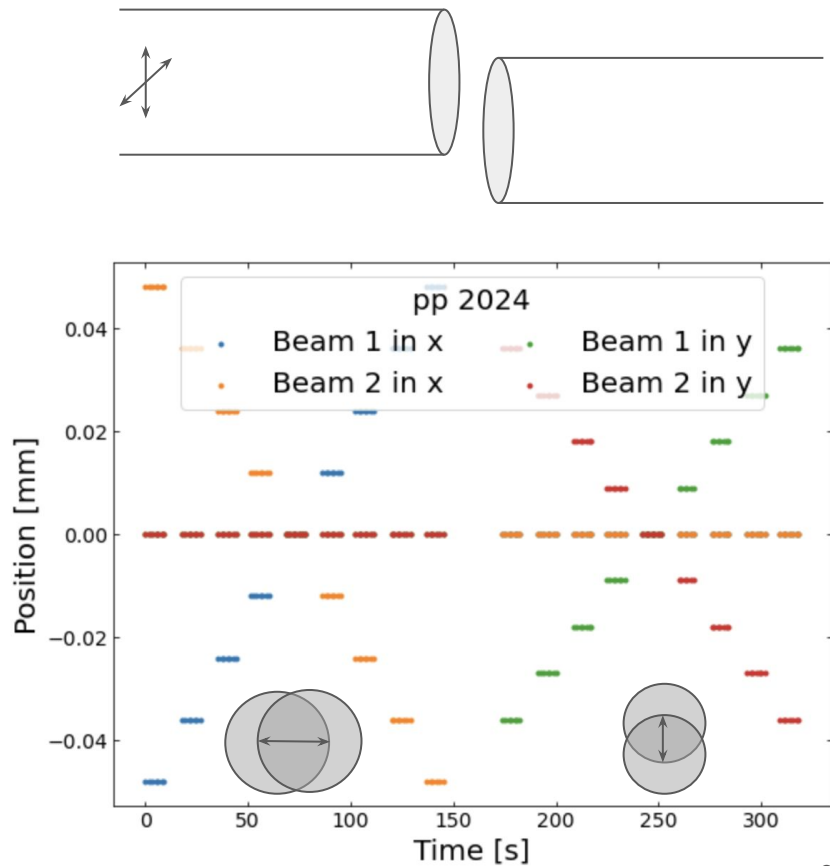 pp 2024
Beam 1 in x
Beam 1 in y
Beam 2 in x
Beam 2 in y
Position [mm]
0.04
0.02
0.00
−0.02
−0.04
0 50 100 150 200 250 300
Time [s]